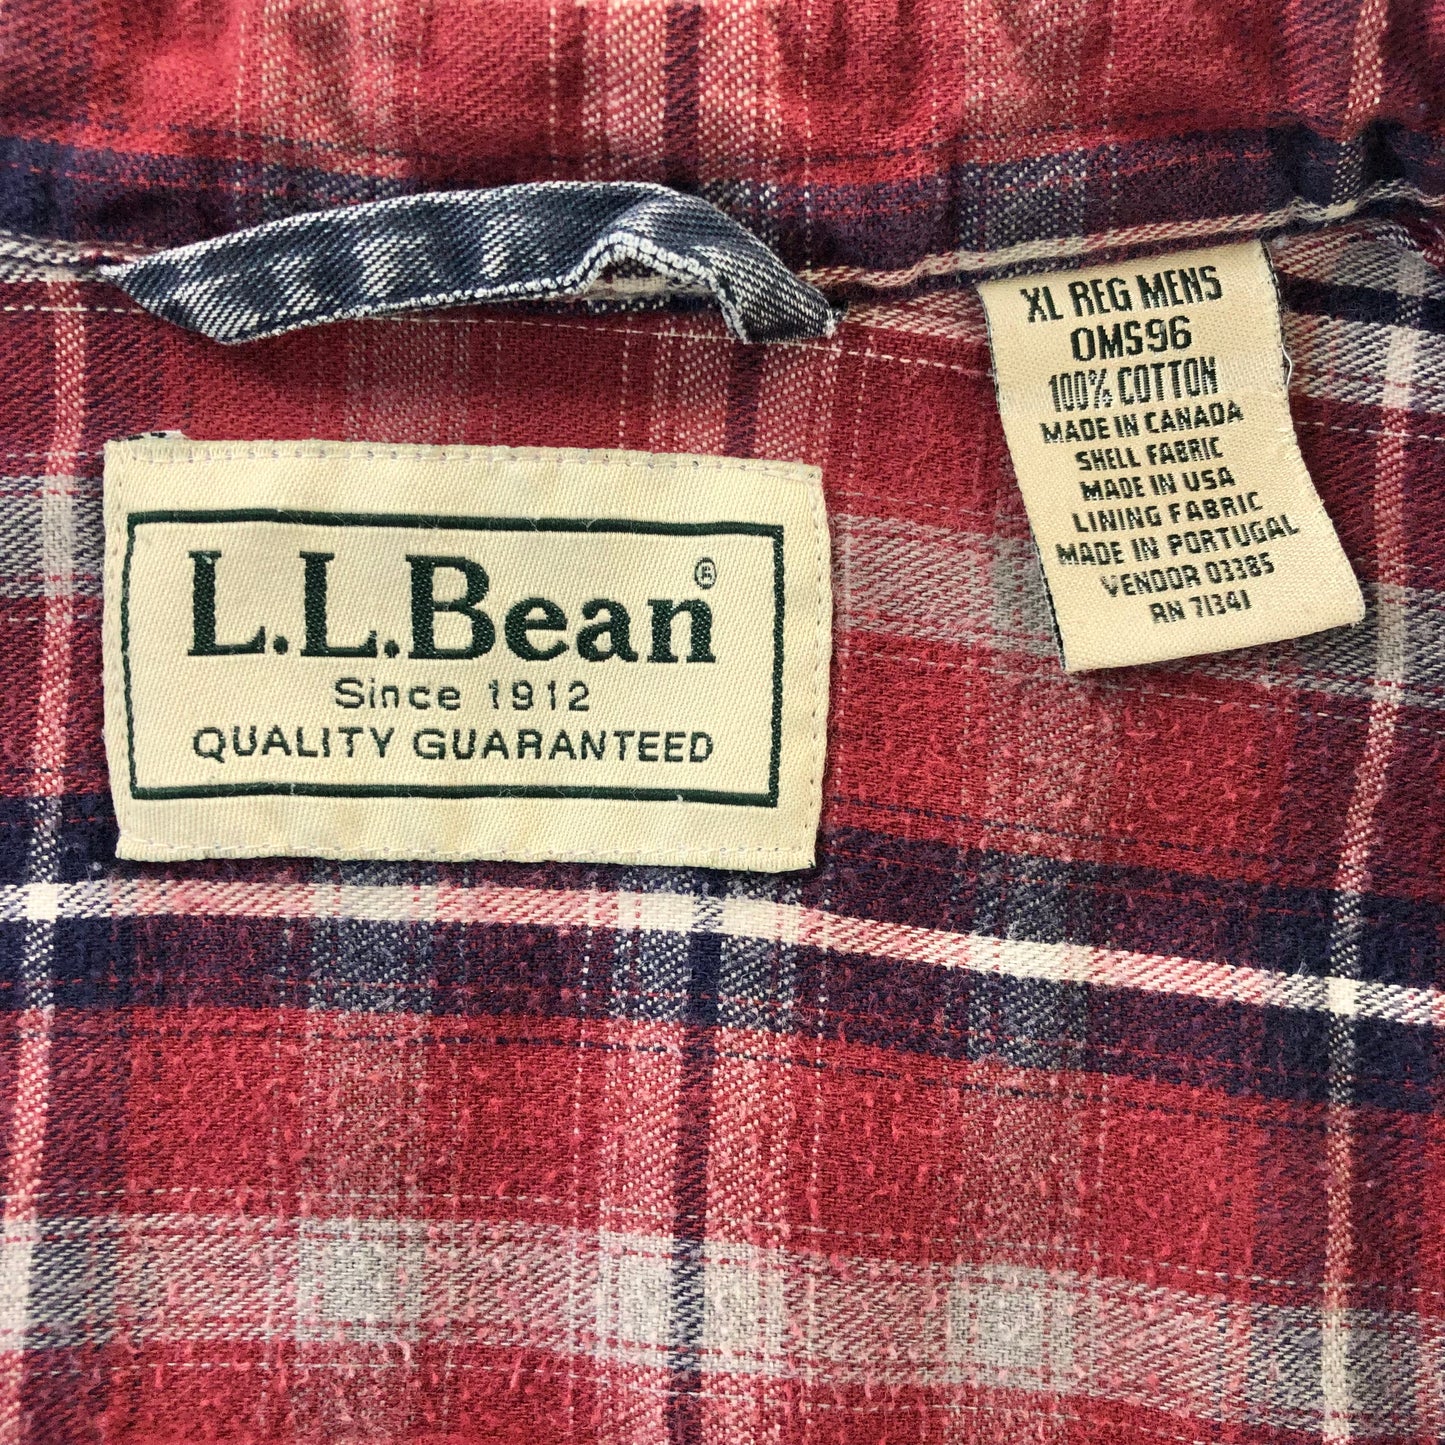 L.L.Bean®
Since 1912
QUALITY GUARANTEED
XL REG MENS
OMS96
100% COTTON
MADE IN CANADA
SHELL FABRIC
MADE IN USA
LINING FABRIC
MADE IN PORTUGAL
VENDOR 03385
RN 71341